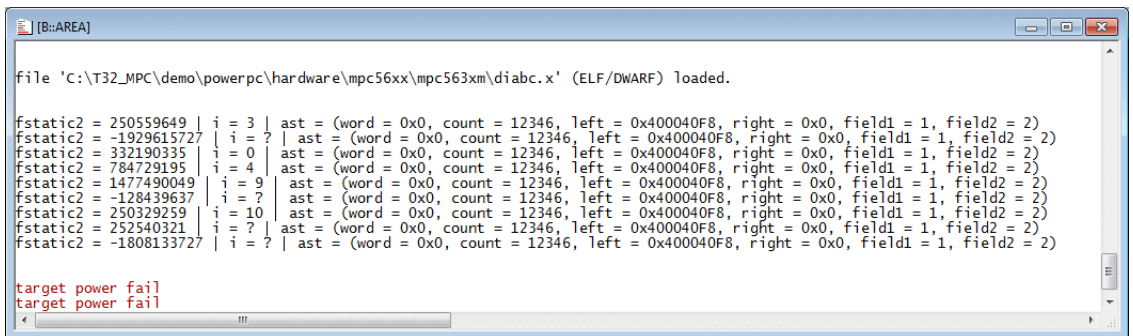 [B::AREA]
file 'C:\T32_MPC\demo\powerpc\hardware\mpc56xx\mpc563xm\diabc.x' (ELF/DWARF) loaded.
fstatic2 = 250559649 | i = 3 | ast = (word = 0x0, count = 12346, left = 0x400040F8, right = 0x0, field1 = 1, field2 = 2)
fstatic2 = -1929615727 | i = ? | ast = (word = 0x0, count = 12346, left = 0x400040F8, right = 0x0, field1 = 1, field2 = 2)
fstatic2 = 332190335 | i = 0 | ast = (word = 0x0, count = 12346, left = 0x400040F8, right = 0x0, field1 = 1, field2 = 2)
fstatic2 = 784729195 | i = 4 | ast = (word = 0x0, count = 12346, left = 0x400040F8, right = 0x0, field1 = 1, field2 = 2)
fstatic2 = 1477490049 | i = 9 | ast = (word = 0x0, count = 12346, left = 0x400040F8, right = 0x0, field1 = 1, field2 = 2)
fstatic2 = -128439637 | i = ? | ast = (word = 0x0, count = 12346, left = 0x400040F8, right = 0x0, field1 = 1, field2 = 2)
fstatic2 = 250329259 | i = 10 | ast = (word = 0x0, count = 12346, left = 0x400040F8, right = 0x0, field1 = 1, field2 = 2)
fstatic2 = 252540321 | i = ? | ast = (word = 0x0, count = 12346, left = 0x400040F8, right = 0x0, field1 = 1, field2 = 2)
fstatic2 = -1808133727 | i = ? | ast = (word = 0x0, count = 12346, left = 0x400040F8, right = 0x0, field1 = 1, field2 = 2)
target power fail
target power fail